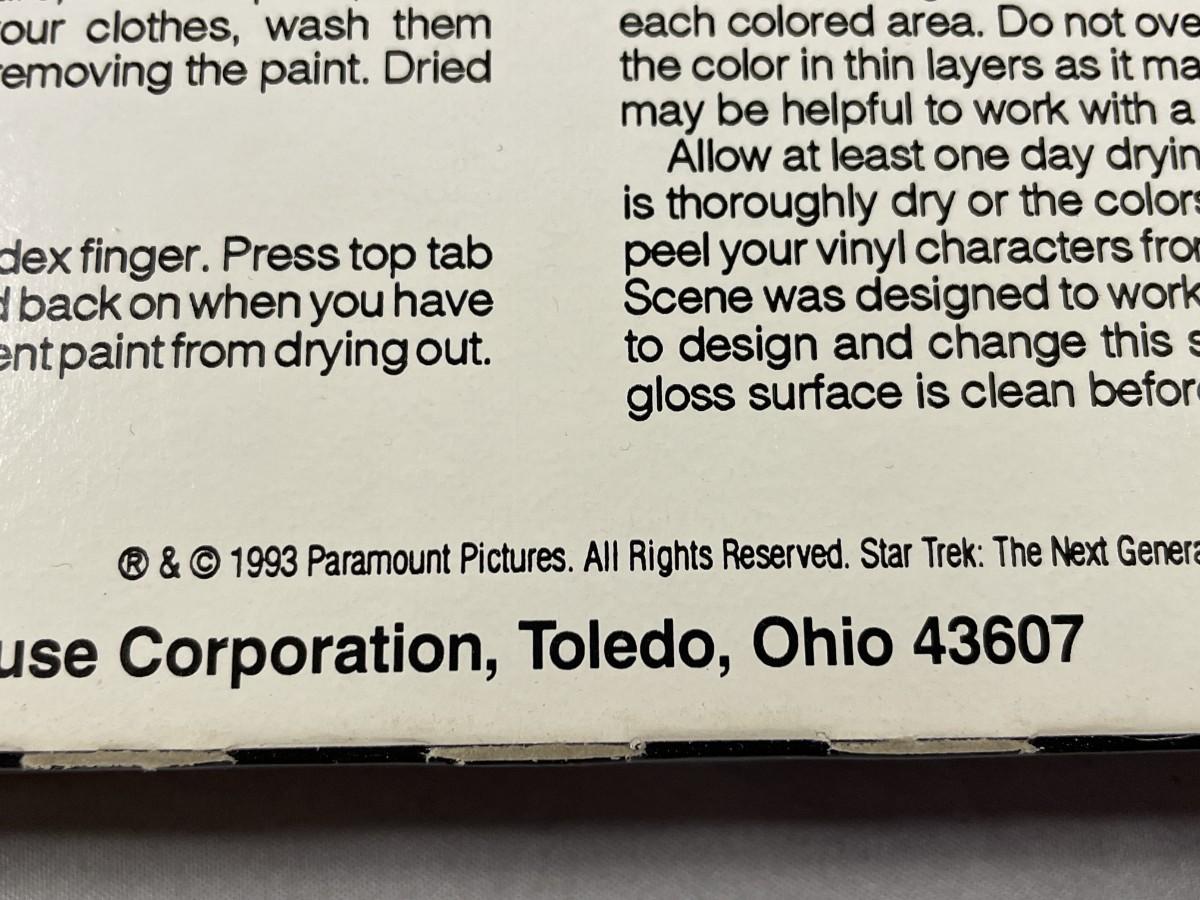 our clothes, wash them
removing the paint. Dried
dex finger. Press top tab
d back on when you have
ent paint from drying out.
each colored area. Do not ove
the color in thin layers as it ma
may be helpful to work with a
Allow at least one day dryin
is thoroughly dry or the colors
peel your vinyl characters from
Scene was designed to work
to design and change this s
gloss surface is clean before
® & © 1993 Paramount Pictures. All Rights Reserved. Star Trek: The Next Genera
use Corporation, Toledo, Ohio 43607